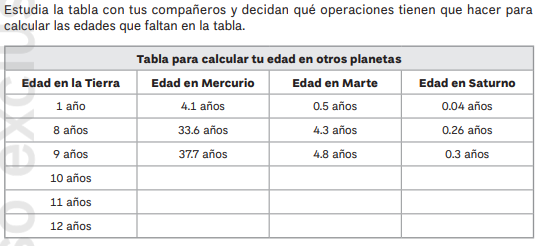 Estudia la tabla con tus compañeros y decidan qué operaciones tienen que hacer para
calcular las edades que faltan en la tabla.
Tabla para calcular tu edad en otros planetas
Edad en la Tierra Edad en Mercurio Edad en Marte Edad en Saturno
1 año 4.1 años 0.5 años 0.04 años
8 años 33.6 años 4.3 años 0.26 años
9 años 37.7 años 4.8 años 0.3 años
10 años
11 años
12 años